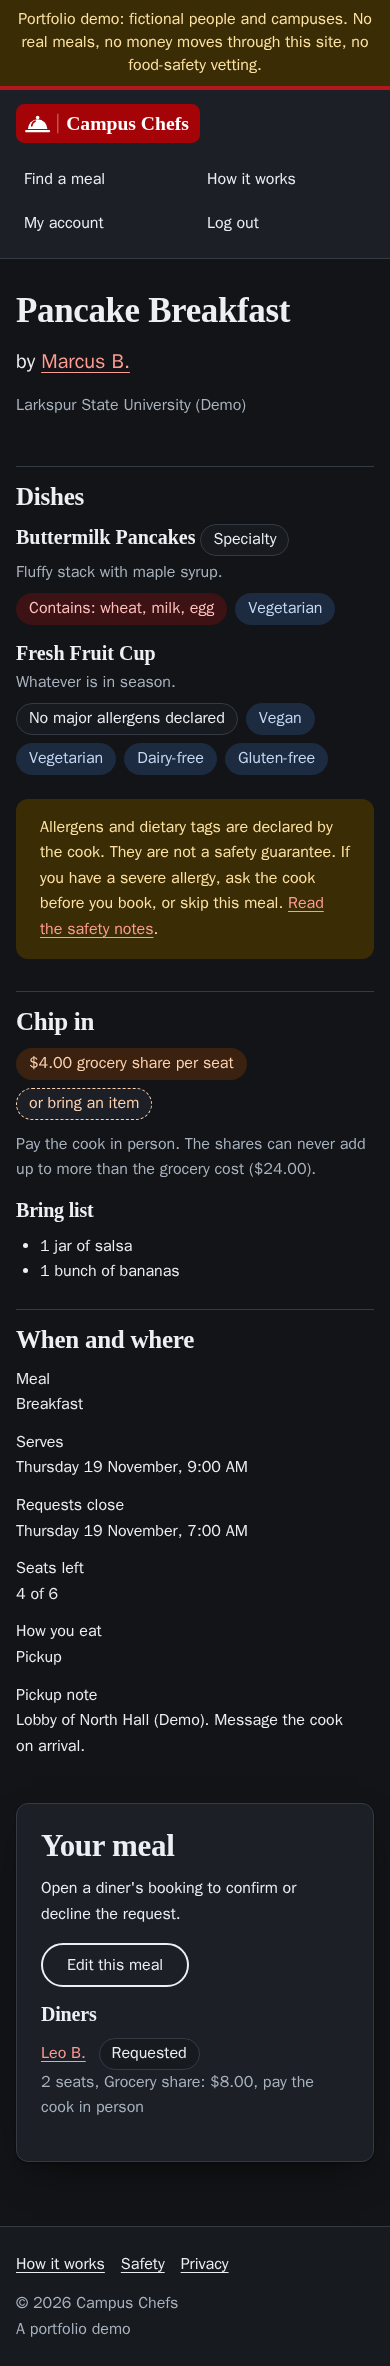 Portfolio demo: fictional people and campuses. No
real meals, no money moves through this site, no
food-safety vetting.
Campus Chefs
Find a meal
How it works
My account
Log out
Pancake Breakfast
by Marcus B.
Larkspur State University (Demo)
Dishes
Buttermilk Pancakes Specialty
Fluffy stack with maple syrup.
Contains: wheat, milk, egg Vegetarian
Fresh Fruit Cup
Whatever is in season.
No major allergens declared Vegan
Vegetarian Dairy-free Gluten-free
Allergens and dietary tags are declared by
the cook. They are not a safety guarantee. If
you have a severe allergy, ask the cook
before you book, or skip this meal. Read
the safety notes.
Chip in
$4.00 grocery share per seat
or bring an item
Pay the cook in person. The shares can never add
up to more than the grocery cost ($24.00).
Bring list
• 1 jar of salsa
• 1 bunch of bananas
When and where
Meal
Breakfast
Serves
Thursday 19 November, 9:00 AM
Requests close
Thursday 19 November, 7:00 AM
Seats left
4 of 6
How you eat
Pickup
Pickup note
Lobby of North Hall (Demo). Message the cook
on arrival.
Your meal
Open a diner's booking to confirm or
decline the request.
Edit this meal
Diners
Leo B. Requested
2 seats, Grocery share: $8.00, pay the
cook in person
How it works Safety Privacy
© 2026 Campus Chefs
A portfolio demo